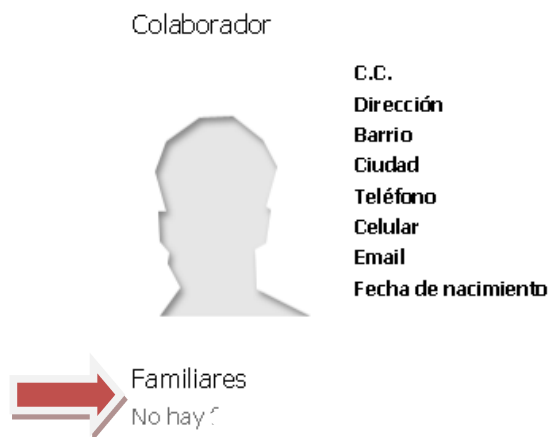 Colaborador
C.C.
Dirección
Barrio
Ciudad
Teléfono
Celular
Email
Fecha de nacimiento
Familiares
No hay